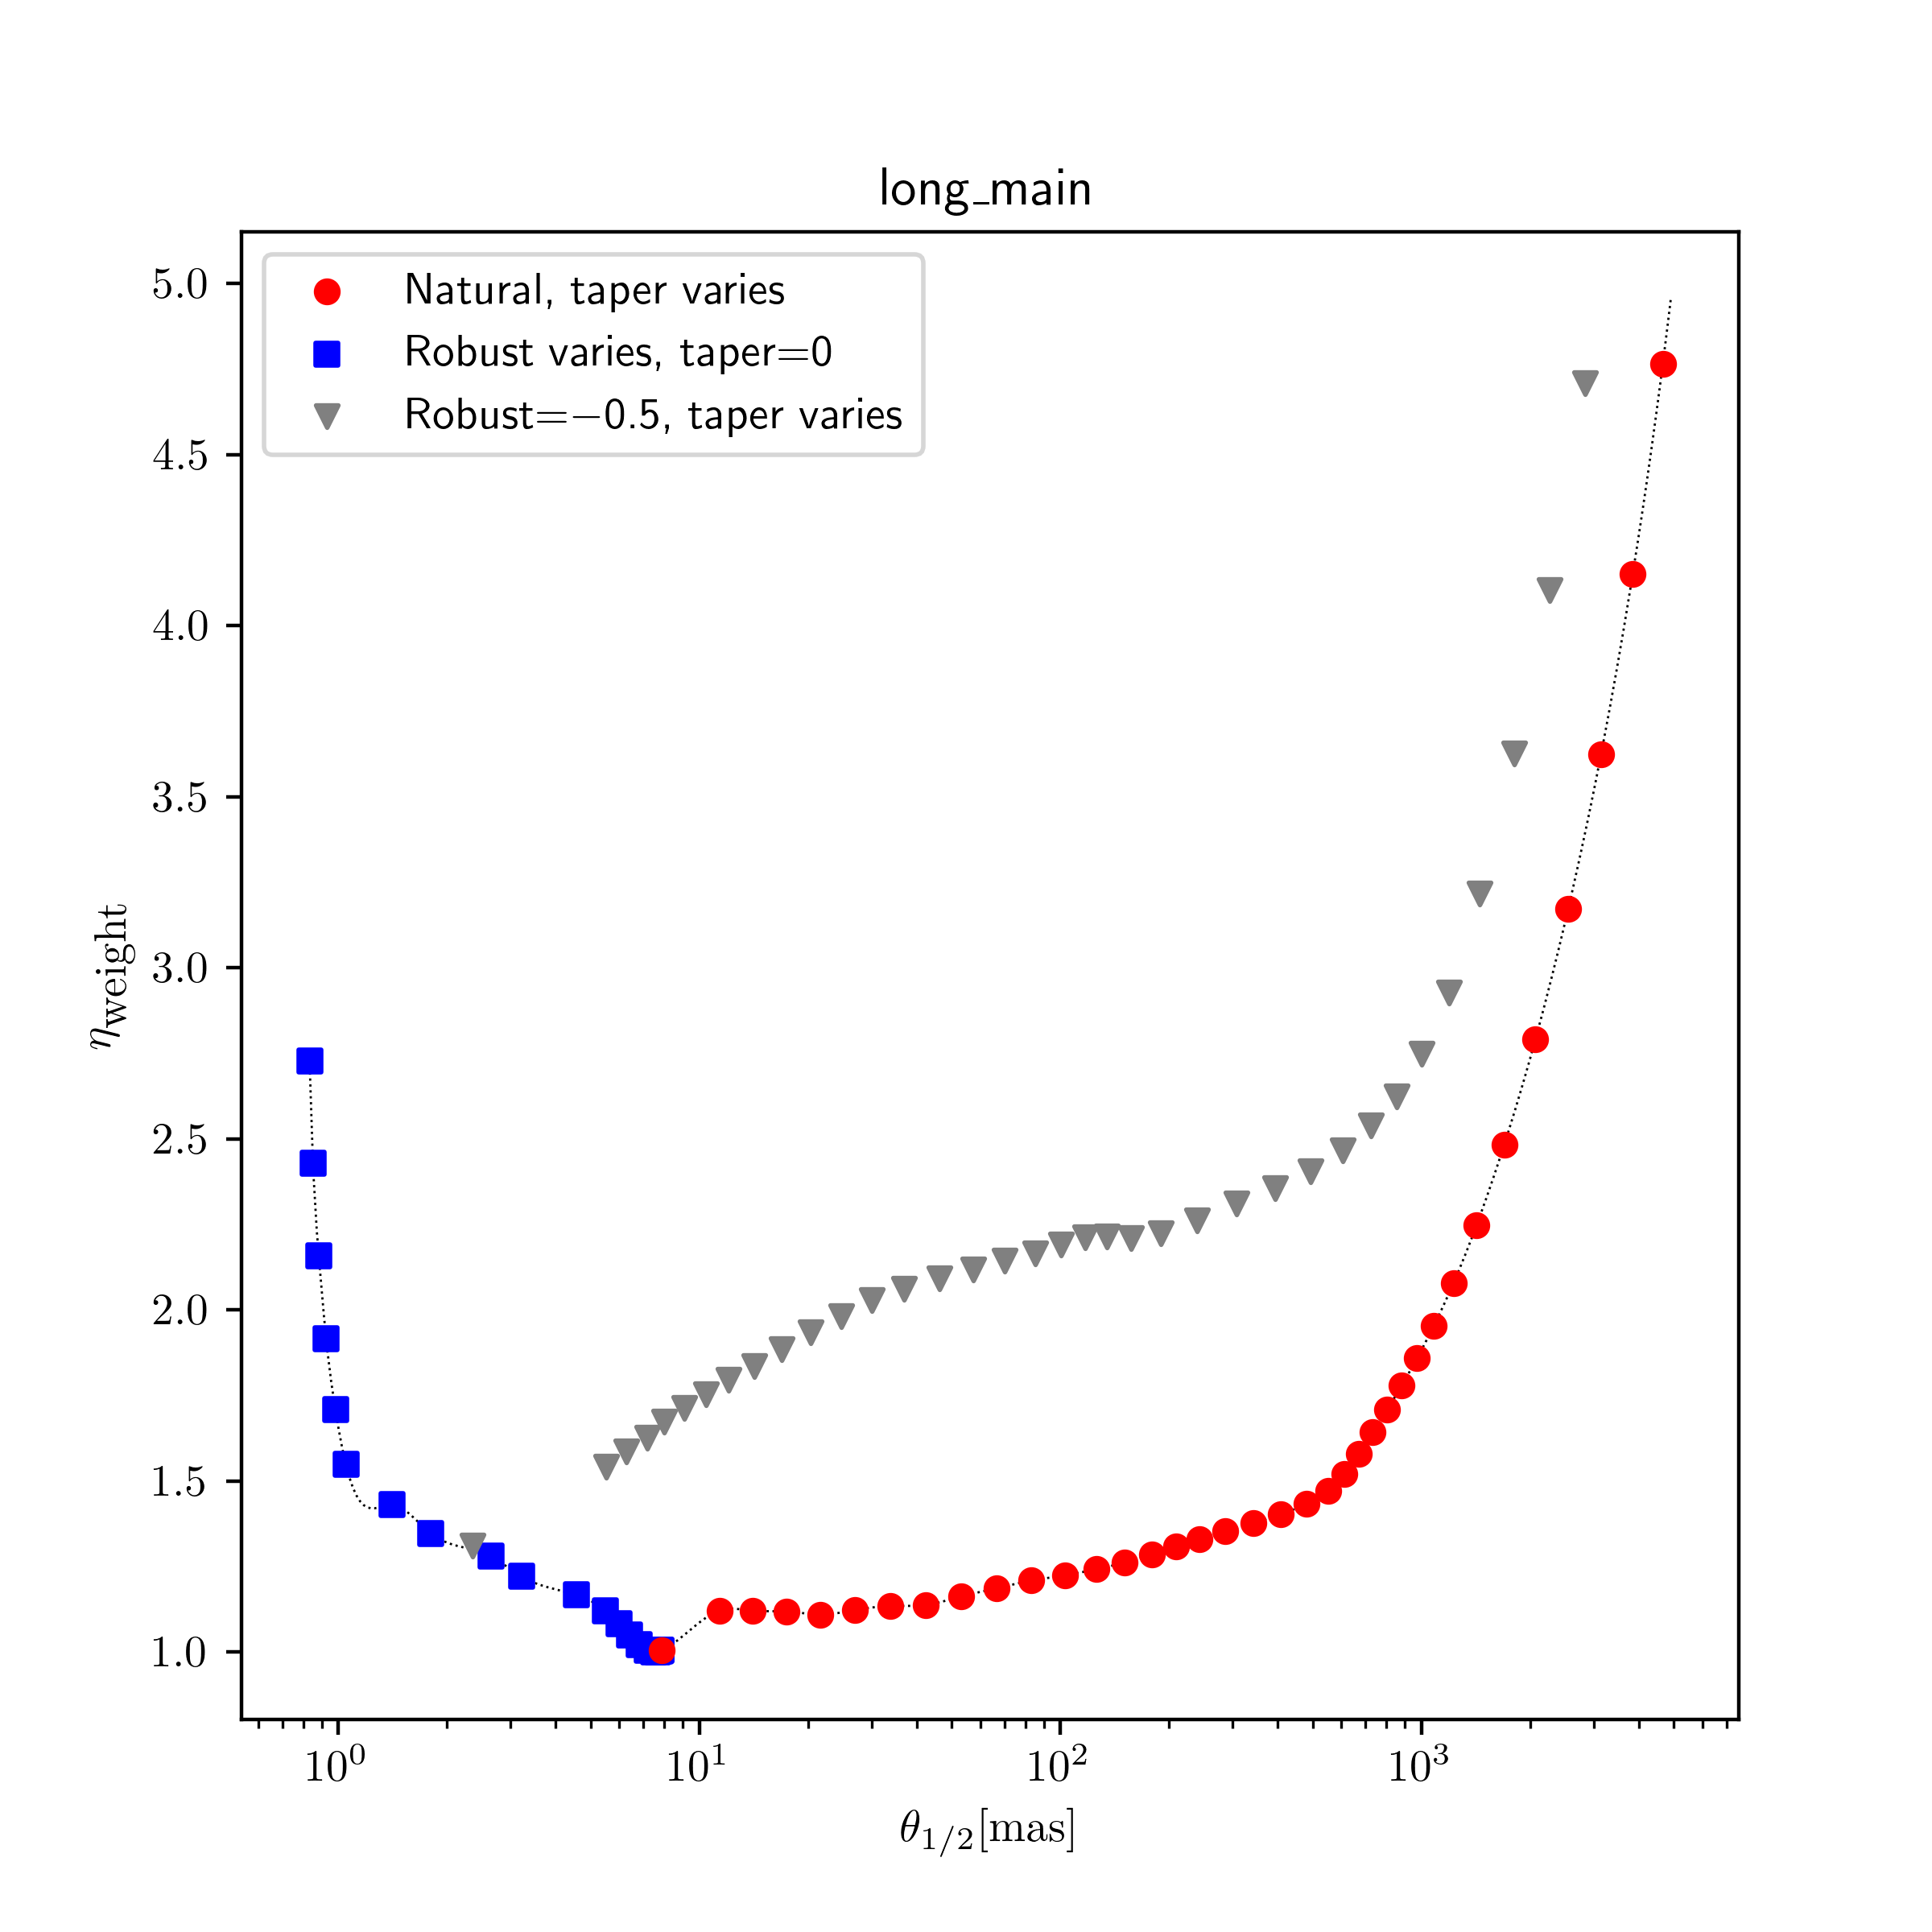 long_main
Natural, taper varies
Robust varies, taper=0
Robust=−0.5, taper varies
5.0
4.5
4.0
3.5
3.0
2.5
2.0
1.5
1.0
ηweight
10⁰ 10¹ 10² 10³
θ1/2[mas]